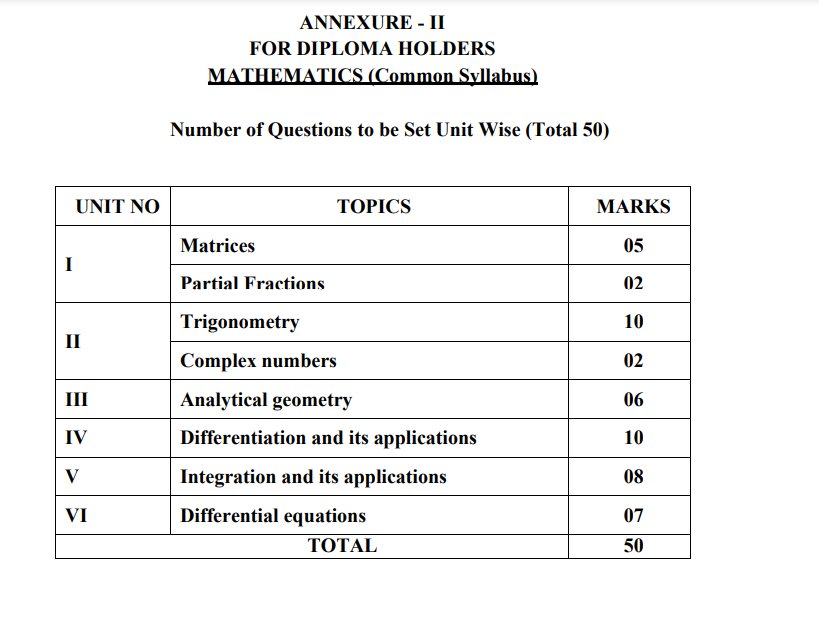 ANNEXURE - II
FOR DIPLOMA HOLDERS
MATHEMATICS (Common Syllabus)
Number of Questions to be Set Unit Wise (Total 50)
UNIT NO TOPICS MARKS
I Matrices 05
Partial Fractions 02
II Trigonometry 10
Complex numbers 02
III Analytical geometry 06
IV Differentiation and its applications 10
V Integration and its applications 08
VI Differential equations 07
TOTAL 50